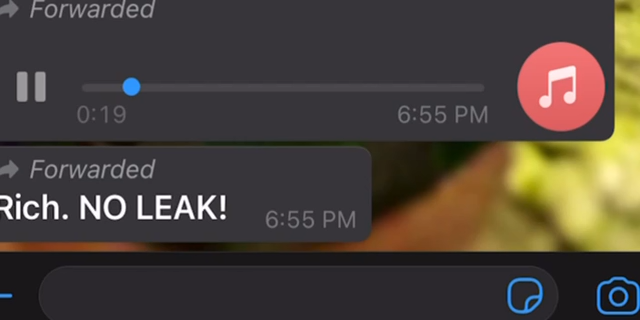 Forwarded
0:19
6:55 PM
Forwarded
Rich. NO LEAK!
6:55 PM